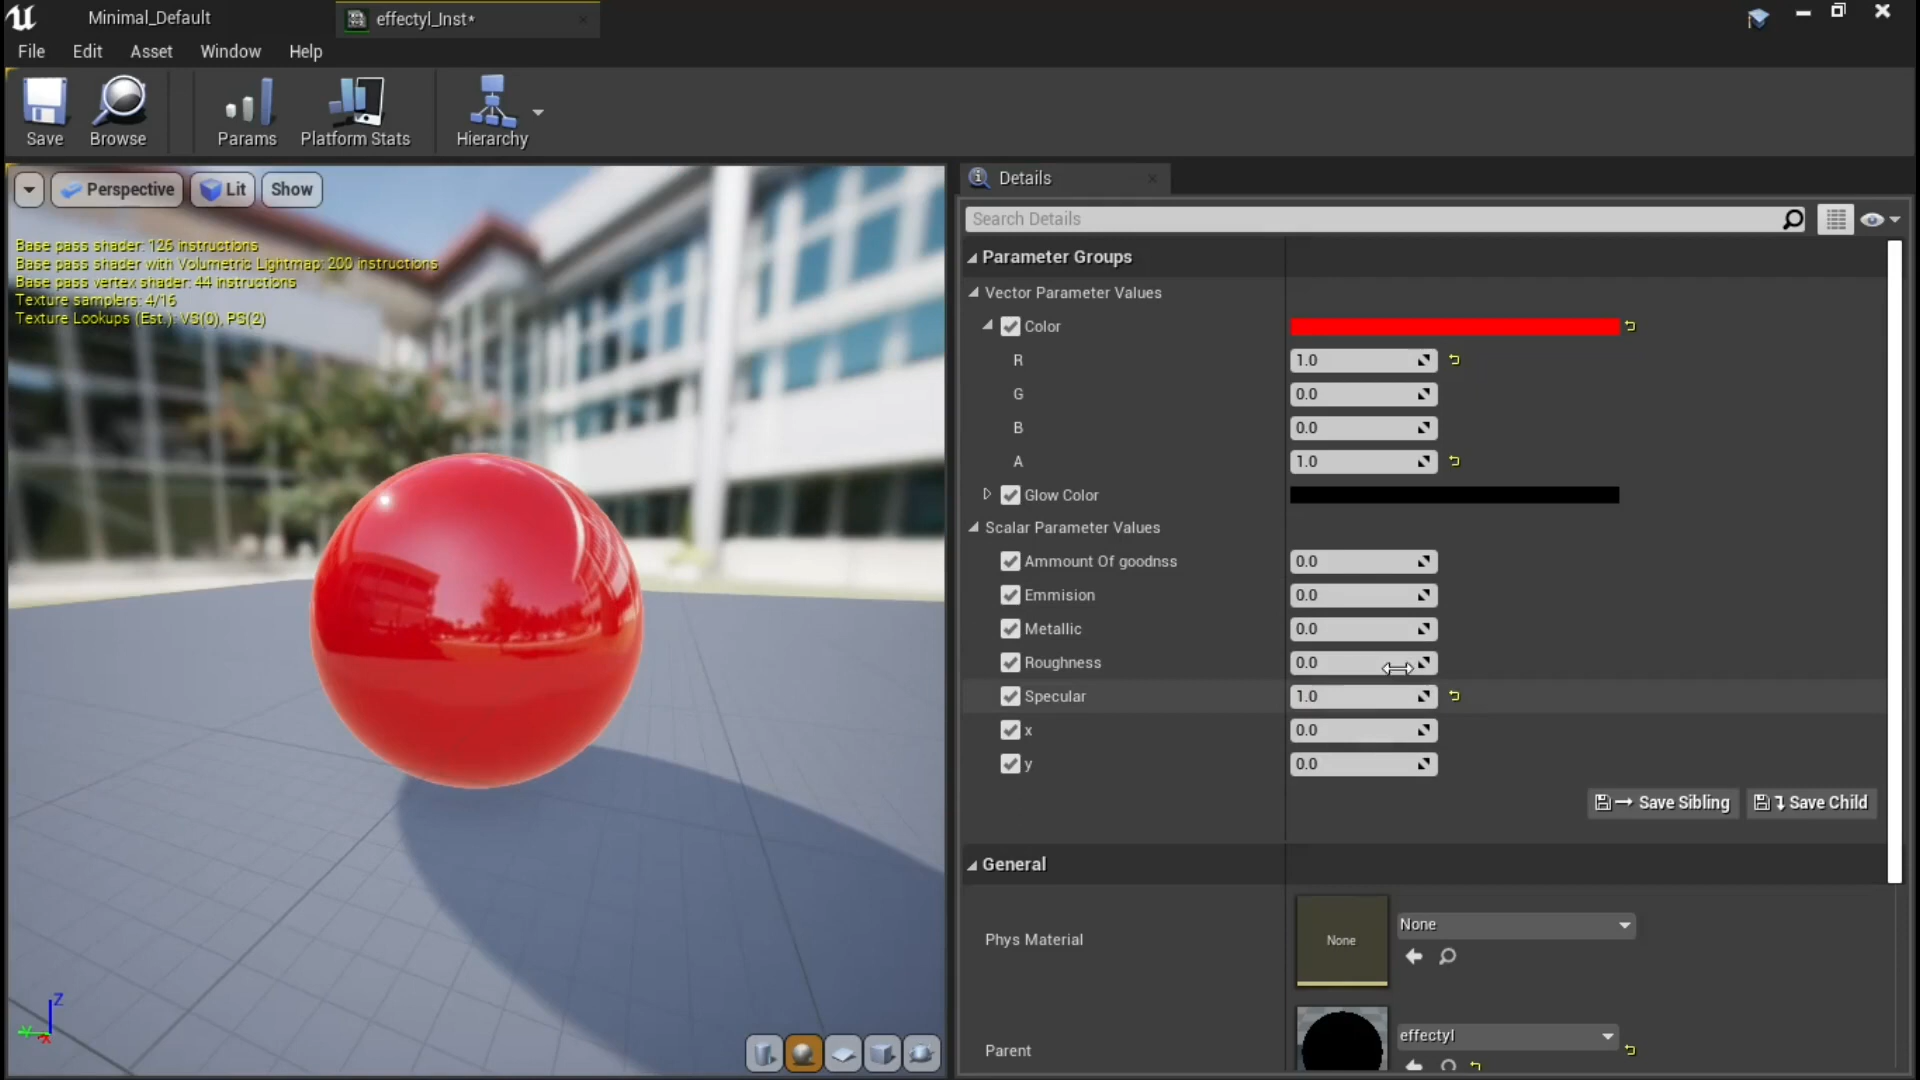 Minimal_Default
effectyl_Inst*
File Edit Asset Window Help
Save Browse Params Platform Stats Hierarchy
Perspective Lit Show
Base pass shader: 126 instructions
Base pass shader with Volumetric Lightmap: 200 instructions
Base pass vertex shader: 44 instructions
Texture samplers: 4/16
Texture Lookups (Est.): VS(0), PS(2)
Z
Y
X
Details
Search Details
Parameter Groups
Vector Parameter Values
Color
R 1.0
G 0.0
B 0.0
A 1.0
Glow Color
Scalar Parameter Values
Ammount Of goodnss 0.0
Emmision 0.0
Metallic 0.0
Roughness 0.0
Specular 1.0
x 0.0
y 0.0
Save Sibling Save Child
General
Phys Material None None
Parent effectyl